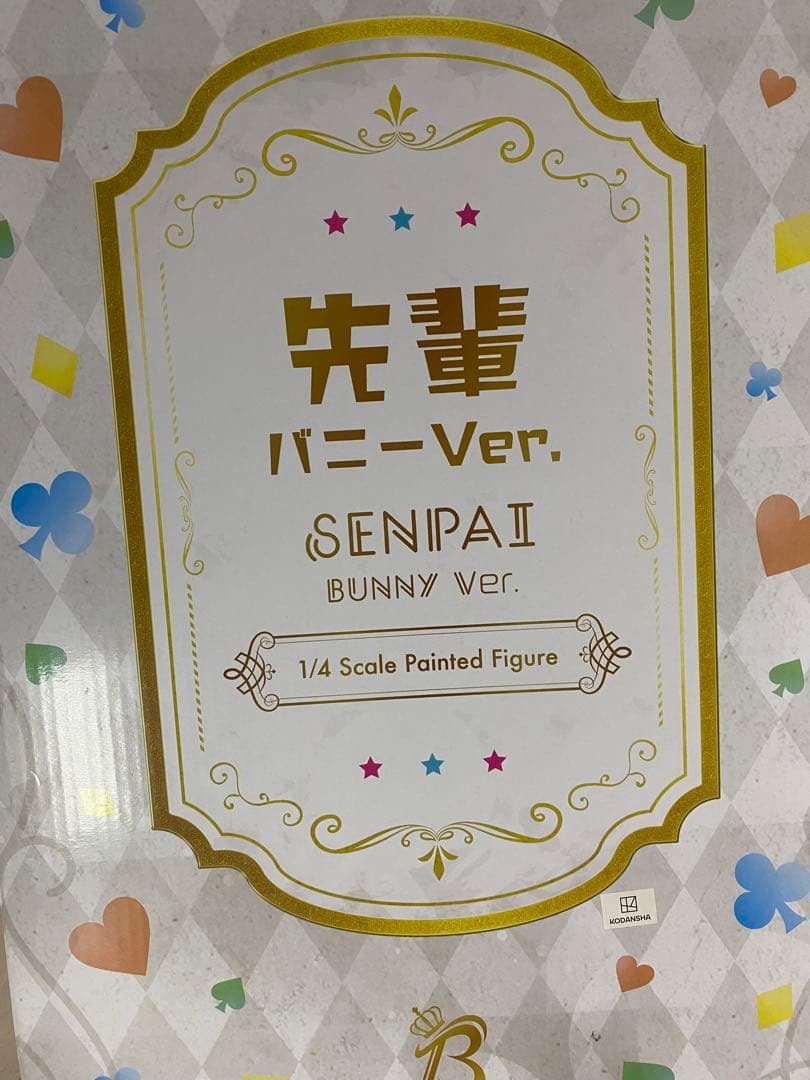 先輩
バニーVer.
SENPAI
BUNNY Ver.
1/4 Scale Painted Figure
KODANSHA
B